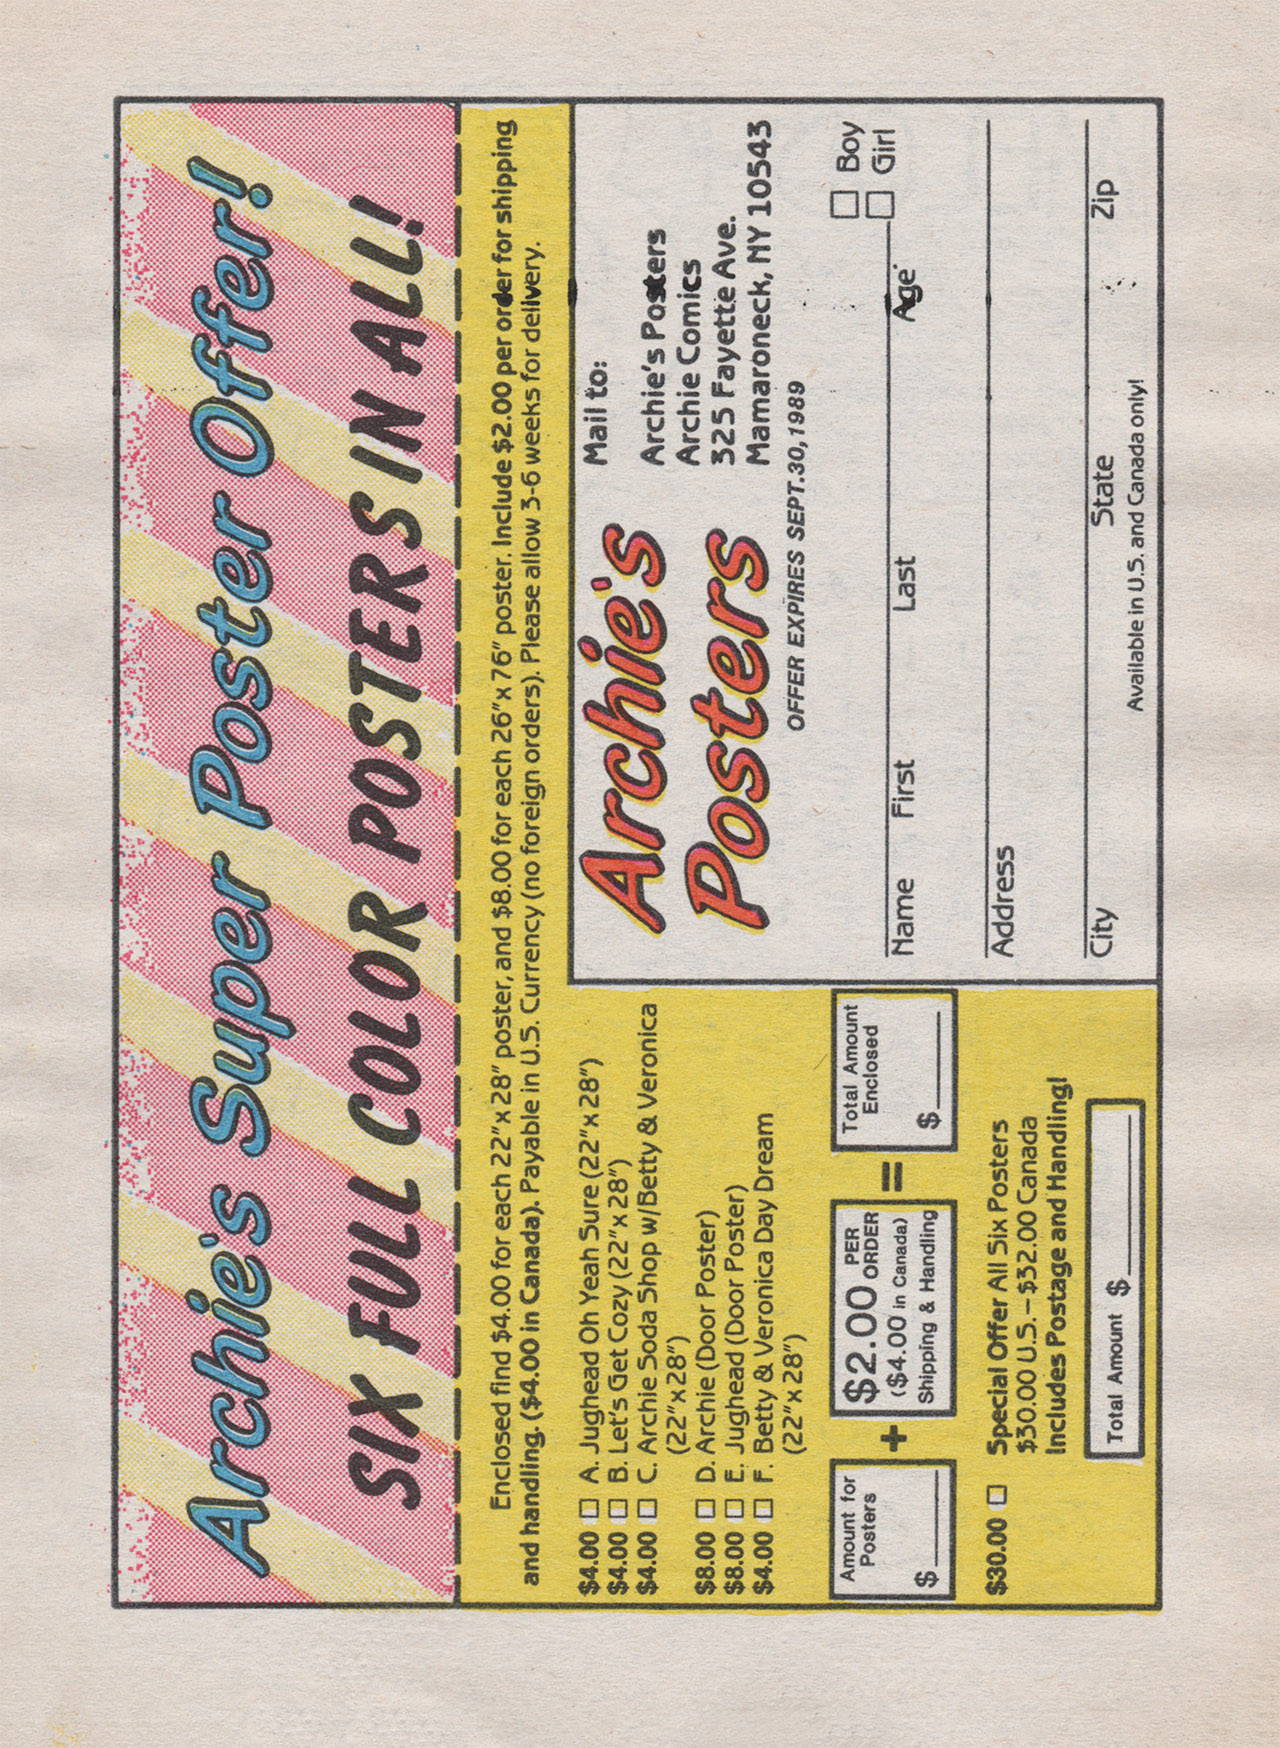 Archie's Super Poster Offer!
SIX FULL COLOR POSTERS IN ALL!
Enclosed find $4.00 for each 22" x 28" poster, and $8.00 for each 26" x 76" poster. Include $2.00 per order for shipping
and handling. ($4.00 in Canada). Payable in U.S. Currency (no foreign orders). Please allow 3-6 weeks for delivery.
$4.00 □ A. Jughead Oh Yeah Sure (22" x 28")
$4.00 □ B. Let's Get Cozy (22" x 28")
$4.00 □ C. Archie Soda Shop w/Betty & Veronica
(22" x 28")
$8.00 □ D. Archie (Door Poster)
$8.00 □ E. Jughead (Door Poster)
$4.00 □ F. Betty & Veronica Day Dream
(22" x 28")
Amount for
Posters
$
+
$2.00 PER
ORDER
($4.00 in Canada)
Shipping & Handling
=
Total Amount
Enclosed
$
$30.00 □ Special Offer All Six Posters
$30.00 U.S. – $32.00 Canada
Includes Postage and Handling!
Total Amount $
Archie's
Posters
Mail to:
Archie's Posters
Archie Comics
325 Fayette Ave.
Mamaroneck, NY 10543
OFFER EXPIRES SEPT.30,1989
□ Boy
□ Girl
Name First Last Age
Address
City State Zip
Available in U.S. and Canada only!